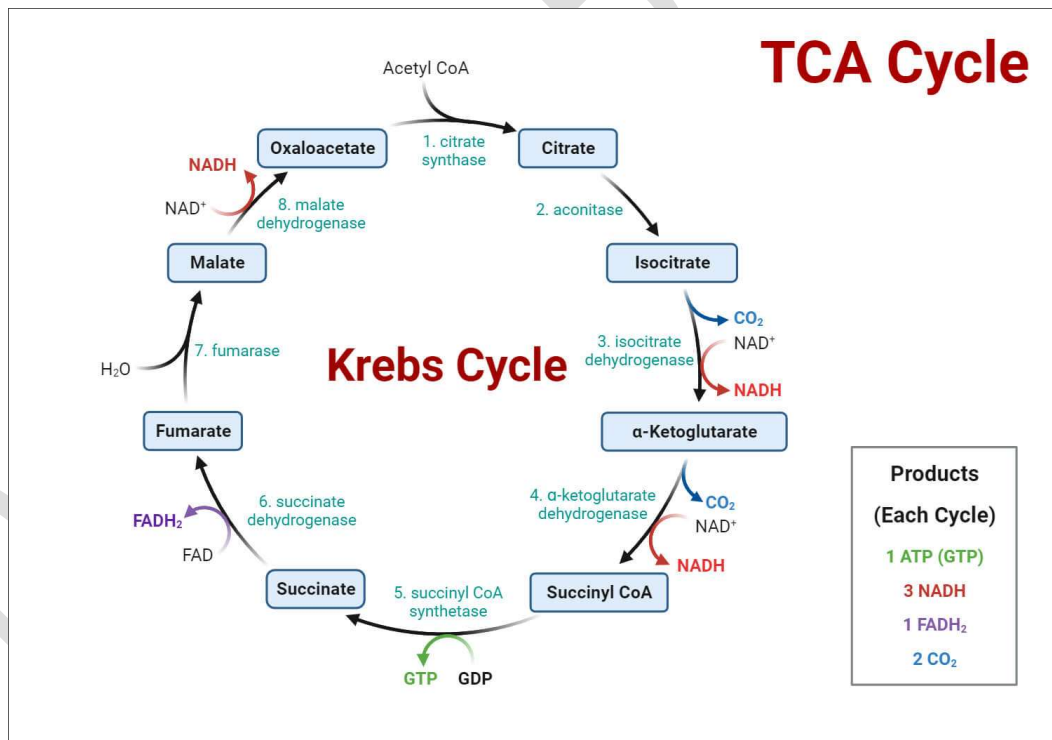 TCA Cycle
Acetyl CoA
Oxaloacetate
1. citrate
synthase
Citrate
2. aconitase
Isocitrate
CO₂
3. isocitrate
dehydrogenase
NAD⁺
NADH
α-Ketoglutarate
4. α-ketoglutarate
dehydrogenase
CO₂
NAD⁺
NADH
Succinyl CoA
5. succinyl CoA
synthetase
GTP
GDP
Succinate
6. succinate
dehydrogenase
FADH₂
FAD
Fumarate
7. fumarase
H₂O
Malate
8. malate
dehydrogenase
NADH
NAD⁺
Krebs Cycle
Products
(Each Cycle)
1 ATP (GTP)
3 NADH
1 FADH₂
2 CO₂